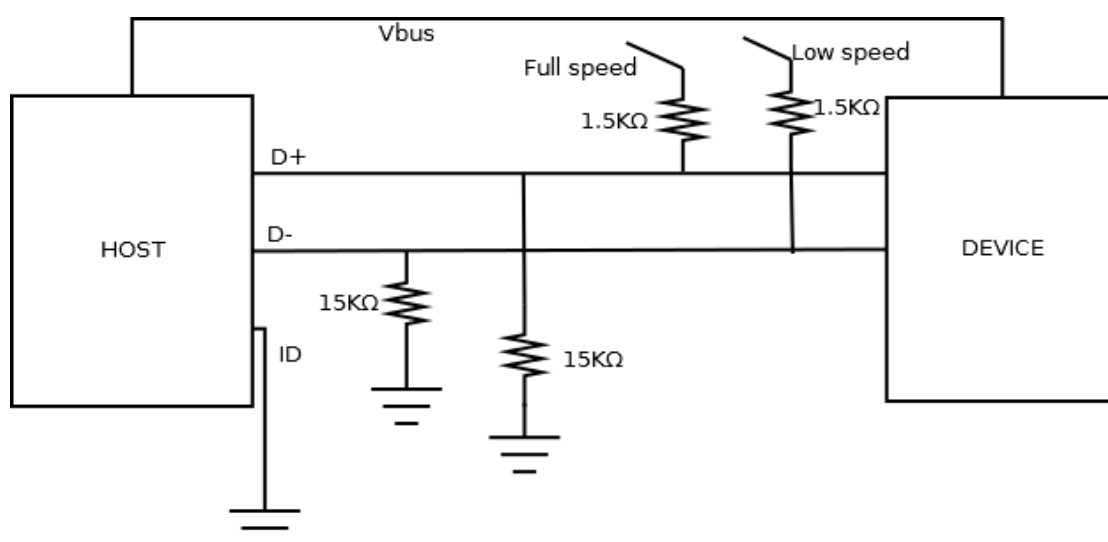 Vbus
Full speed
Low speed
1.5KΩ
1.5KΩ
D+
D-
HOST
DEVICE
15KΩ
ID
15KΩ